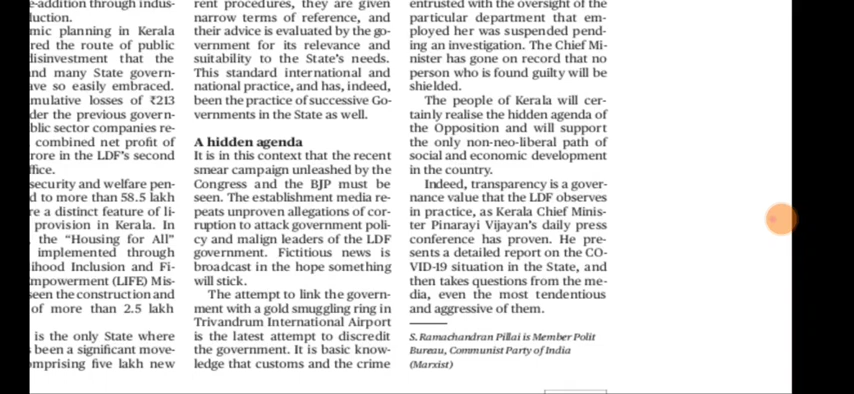 e-addition through indus-
luction.
mic planning in Kerala
red the route of public
disinvestment that the
nd many State govern-
ave so easily embraced.
mulative losses of ₹213
der the previous govern-
blic sector companies re-
combined net profit of
rore in the LDF's second
ffice.
security and welfare pen-
d to more than 58.5 lakh
re a distinct feature of li-
provision in Kerala. In
the “Housing for All”
implemented through
ihood Inclusion and Fi-
mpowerment (LIFE) Mis-
seen the construction and
of more than 2.5 lakh
is the only State where
been a significant move-
omprising five lakh new
rent procedures, they are given
narrow terms of reference, and
their advice is evaluated by the go-
vernment for its relevance and
suitability to the State's needs.
This standard international and
national practice, and has, indeed,
been the practice of successive Go-
vernments in the State as well.
A hidden agenda
It is in this context that the recent
smear campaign unleashed by the
Congress and the BJP must be
seen. The establishment media re-
peats unproven allegations of cor-
ruption to attack government poli-
cy and malign leaders of the LDF
government. Fictitious news is
broadcast in the hope something
will stick.
The attempt to link the govern-
ment with a gold smuggling ring in
Trivandrum International Airport
is the latest attempt to discredit
the government. It is basic know-
ledge that customs and the crime
entrusted with the oversight of the
particular department that em-
ployed her was suspended pend-
ing an investigation. The Chief Mi-
nister has gone on record that no
person who is found guilty will be
shielded.
The people of Kerala will cer-
tainly realise the hidden agenda of
the Opposition and will support
the only non-neo-liberal path of
social and economic development
in the country.
Indeed, transparency is a gover-
nance value that the LDF observes
in practice, as Kerala Chief Minis-
ter Pinarayi Vijayan's daily press
conference has proven. He pre-
sents a detailed report on the CO-
VID-19 situation in the State, and
then takes questions from the me-
dia, even the most tendentious
and aggressive of them.
S. Ramachandran Pillai is Member Polit
Bureau, Communist Party of India
(Marxist)